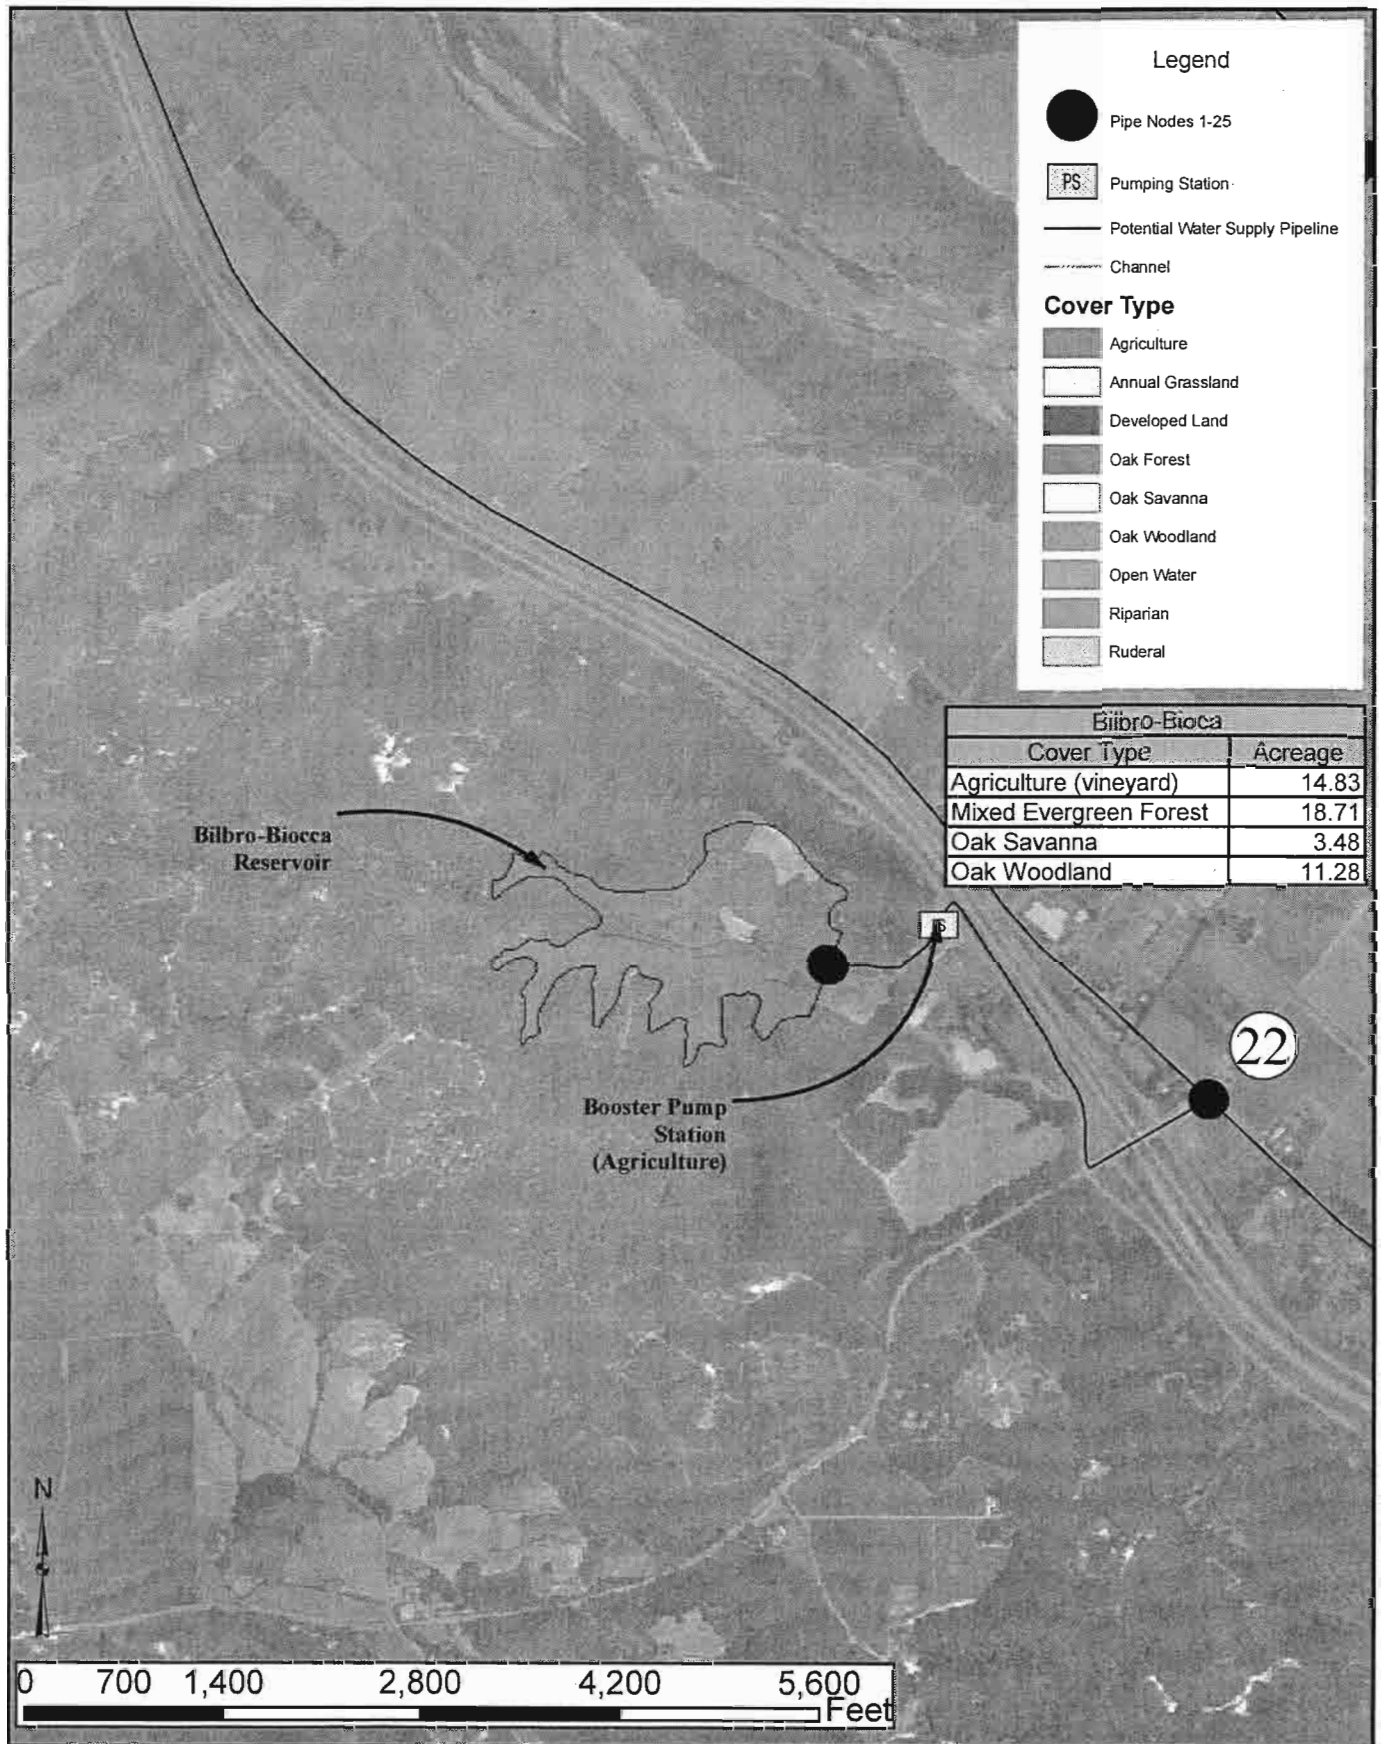 Legend
Pipe Nodes 1-25
PS Pumping Station
Potential Water Supply Pipeline
Channel
Cover Type
Agriculture
Annual Grassland
Developed Land
Oak Forest
Oak Savanna
Oak Woodland
Open Water
Riparian
Ruderal
Bilbro-Bioca
Cover Type Acreage
Agriculture (vineyard) 14.83
Mixed Evergreen Forest 18.71
Oak Savanna 3.48
Oak Woodland 11.28
Bilbro-Biocca
Reservoir
22
Booster Pump
Station
(Agriculture)
N
0 700 1,400 2,800 4,200 5,600
Feet